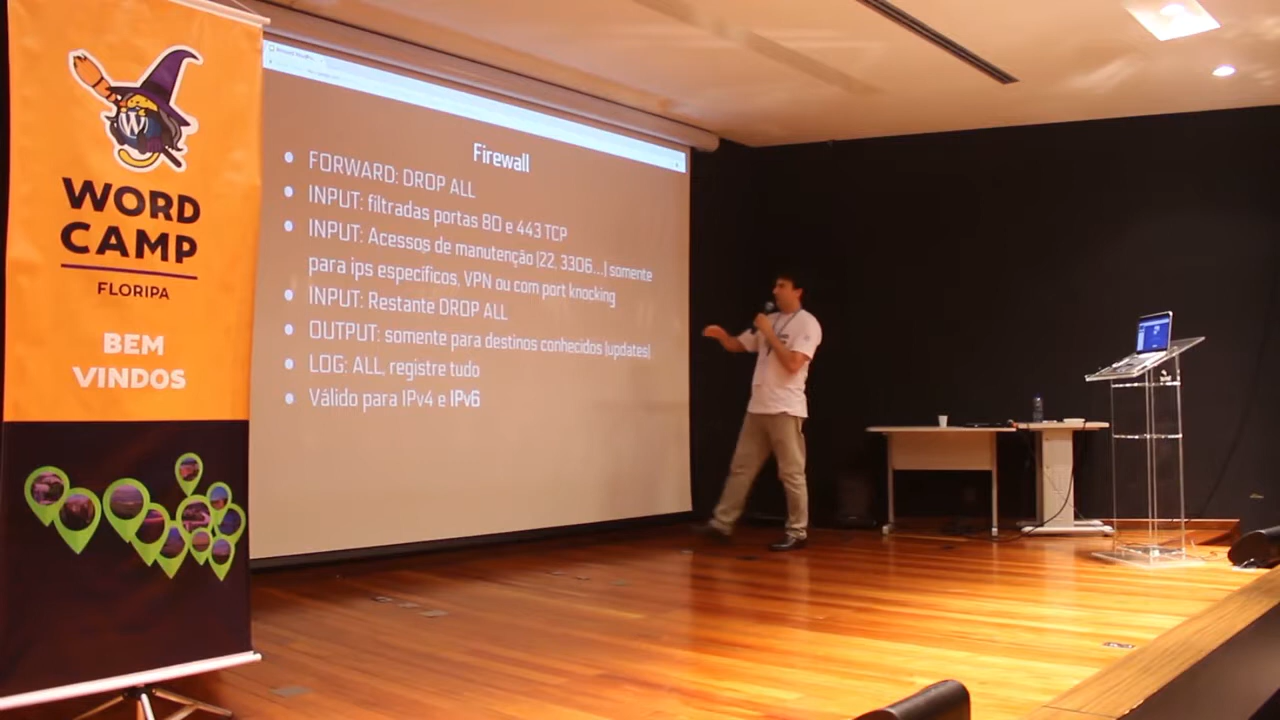 WORD
CAMP
FLORIPA
BEM
VINDOS
Firewall
• FORWARD: DROP ALL
• INPUT: filtradas portas 80 e 443 TCP
• INPUT: Acessos de manutenção (22, 3306...) somente
para ips específicos, VPN ou com port knocking
• INPUT: Restante DROP ALL
• OUTPUT: somente para destinos conhecidos (updates)
• LOG: ALL, registre tudo
• Válido para IPv4 e IPv6